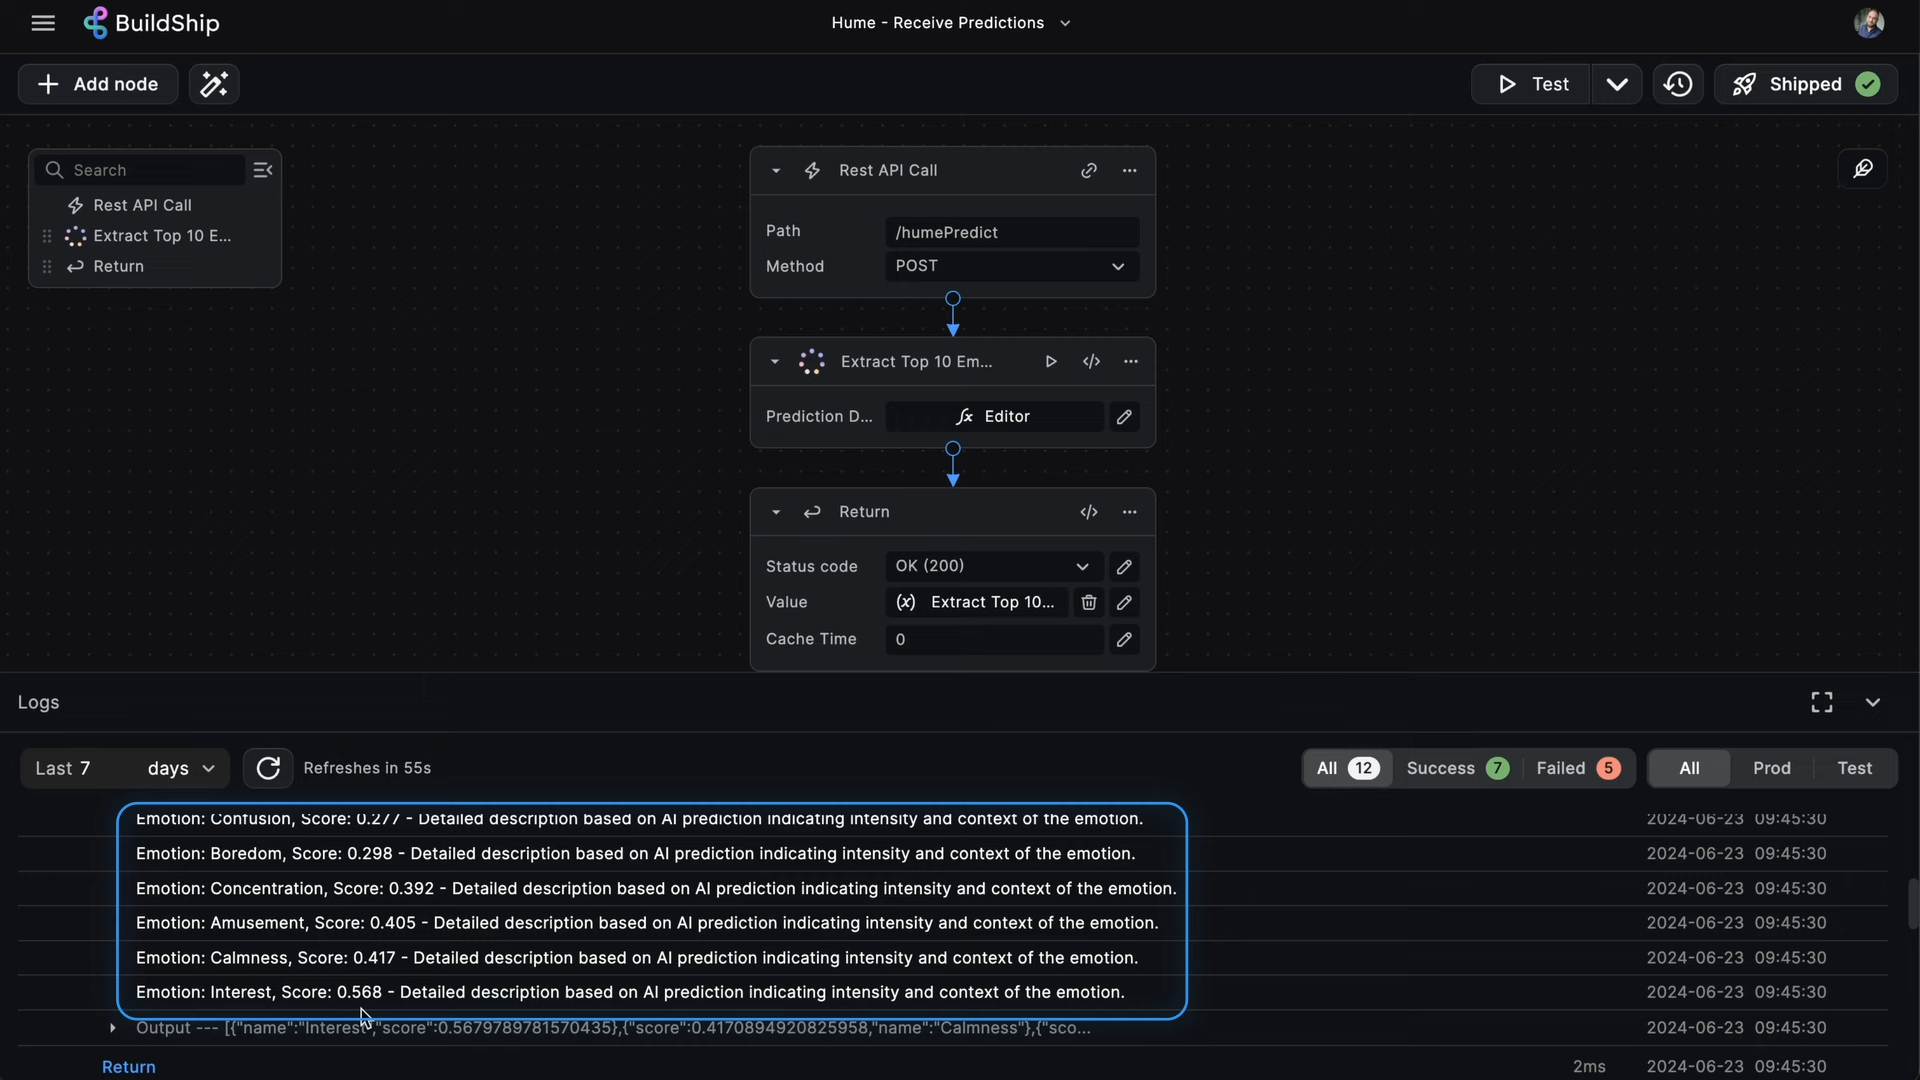 BuildShip
Hume - Receive Predictions
Add node
Test
Shipped
Search
Rest API Call
Extract Top 10 E...
Return
Rest API Call
Path
/humePredict
Method
POST
Extract Top 10 Em...
Prediction D...
fx Editor
Return
Status code
OK (200)
Value
(x) Extract Top 10...
Cache Time
0
Logs
Last 7 days
Refreshes in 55s
All 12
Success 7
Failed 5
All
Prod
Test
Emotion: Confusion, Score: 0.277 - Detailed description based on AI prediction indicating intensity and context of the emotion. 2024-06-23 09:45:30
Emotion: Boredom, Score: 0.298 - Detailed description based on AI prediction indicating intensity and context of the emotion. 2024-06-23 09:45:30
Emotion: Concentration, Score: 0.392 - Detailed description based on AI prediction indicating intensity and context of the emotion. 2024-06-23 09:45:30
Emotion: Amusement, Score: 0.405 - Detailed description based on AI prediction indicating intensity and context of the emotion. 2024-06-23 09:45:30
Emotion: Calmness, Score: 0.417 - Detailed description based on AI prediction indicating intensity and context of the emotion. 2024-06-23 09:45:30
Emotion: Interest, Score: 0.568 - Detailed description based on AI prediction indicating intensity and context of the emotion. 2024-06-23 09:45:30
Output --- [{"name":"Interest","score":0.5679789781570435},{"score":0.4170894920825958,"name":"Calmness"},{"sco... 2024-06-23 09:45:30
Return 2ms 2024-06-23 09:45:30